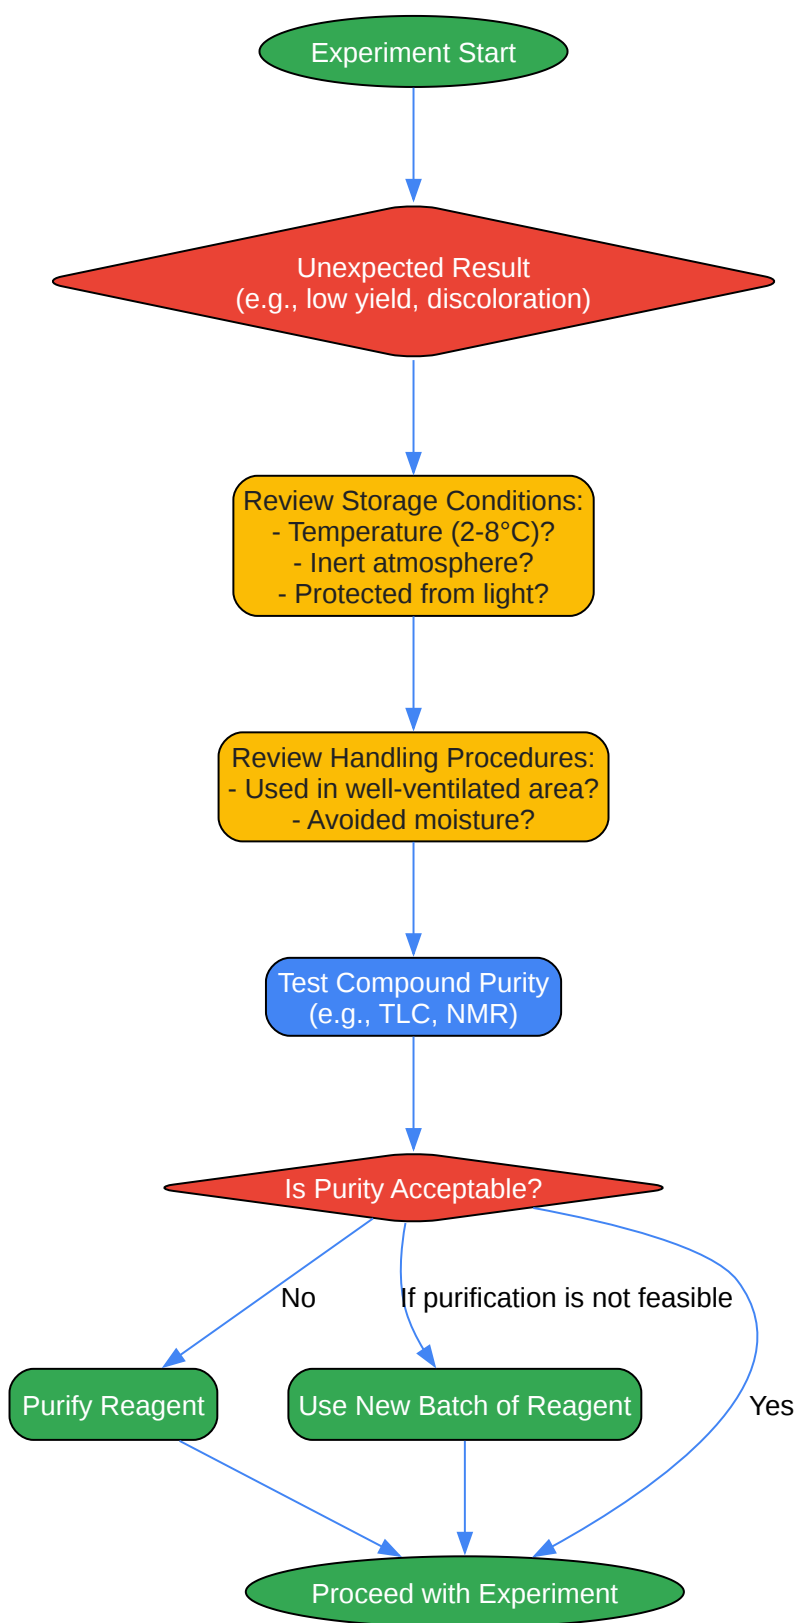 Experiment Start
Unexpected Result
(e.g., low yield, discoloration)
Review Storage Conditions:
- Temperature (2-8°C)?
- Inert atmosphere?
- Protected from light?
Review Handling Procedures:
- Used in well-ventilated area?
- Avoided moisture?
Test Compound Purity
(e.g., TLC, NMR)
Is Purity Acceptable?
No
If purification is not feasible
Purify Reagent
Use New Batch of Reagent
Yes
Proceed with Experiment